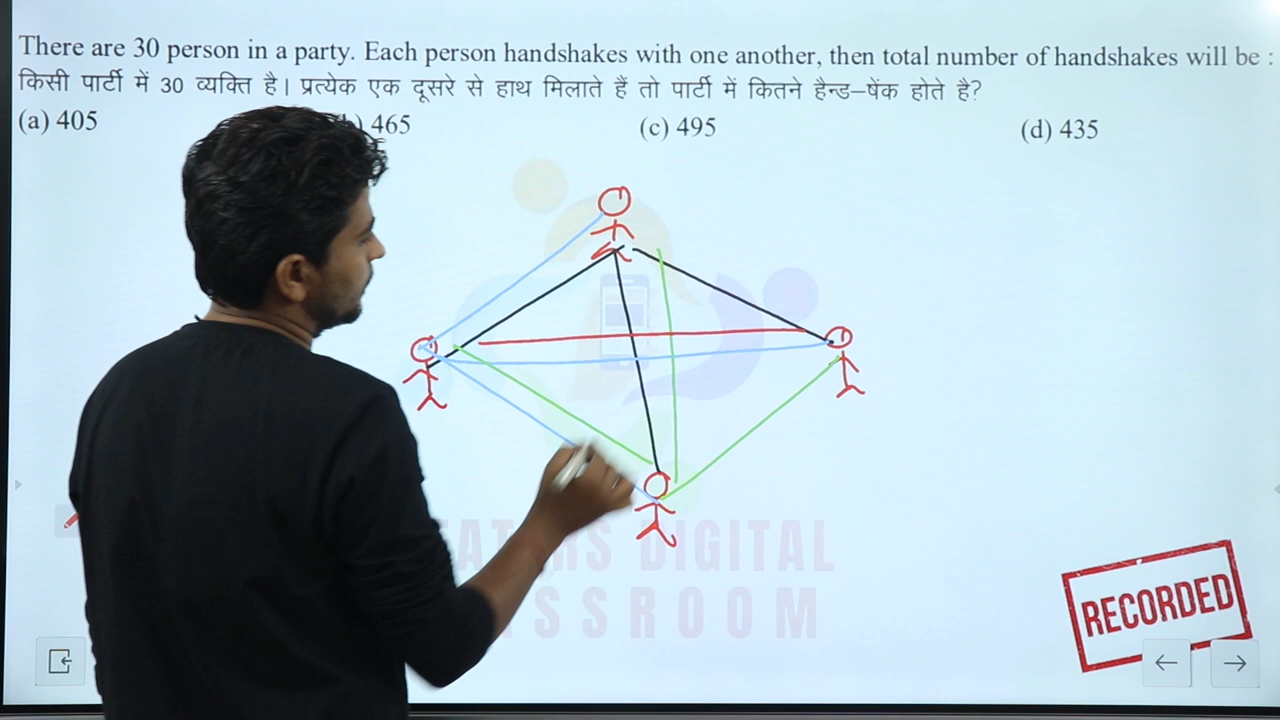 There are 30 person in a party. Each person handshakes with one another, then total number of handshakes will be :
किसी पार्टी में 30 व्यक्ति है। प्रत्येक एक दूसरे से हाथ मिलाते हैं तो पार्टी में कितने हैन्ड–षेंक होते है?
(a) 405 ) 465 (c) 495 (d) 435
DIGITAL
RECORDED